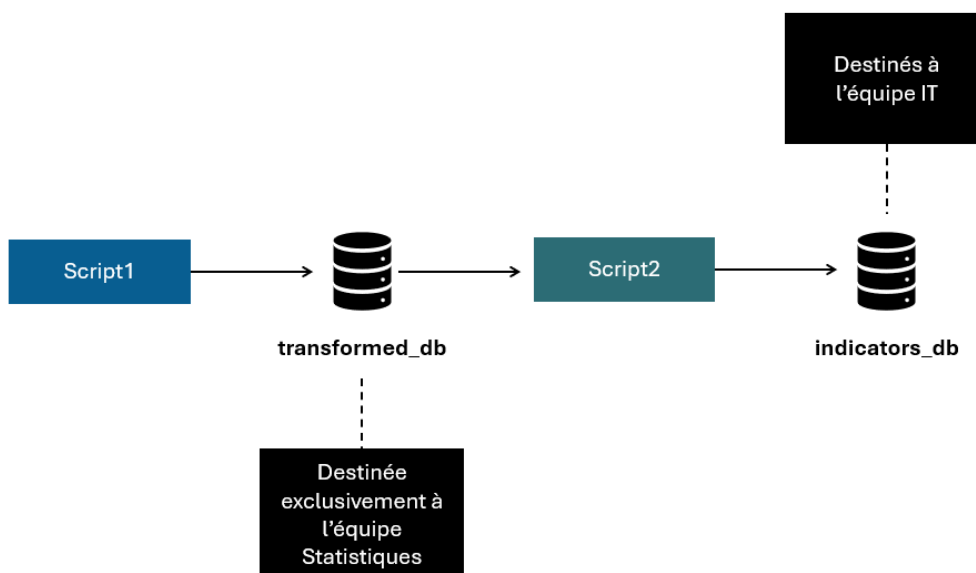 Destinés à
l’équipe IT
Script1
Script2
transformed_db
indicators_db
Destinée
exclusivement à
l’équipe
Statistiques